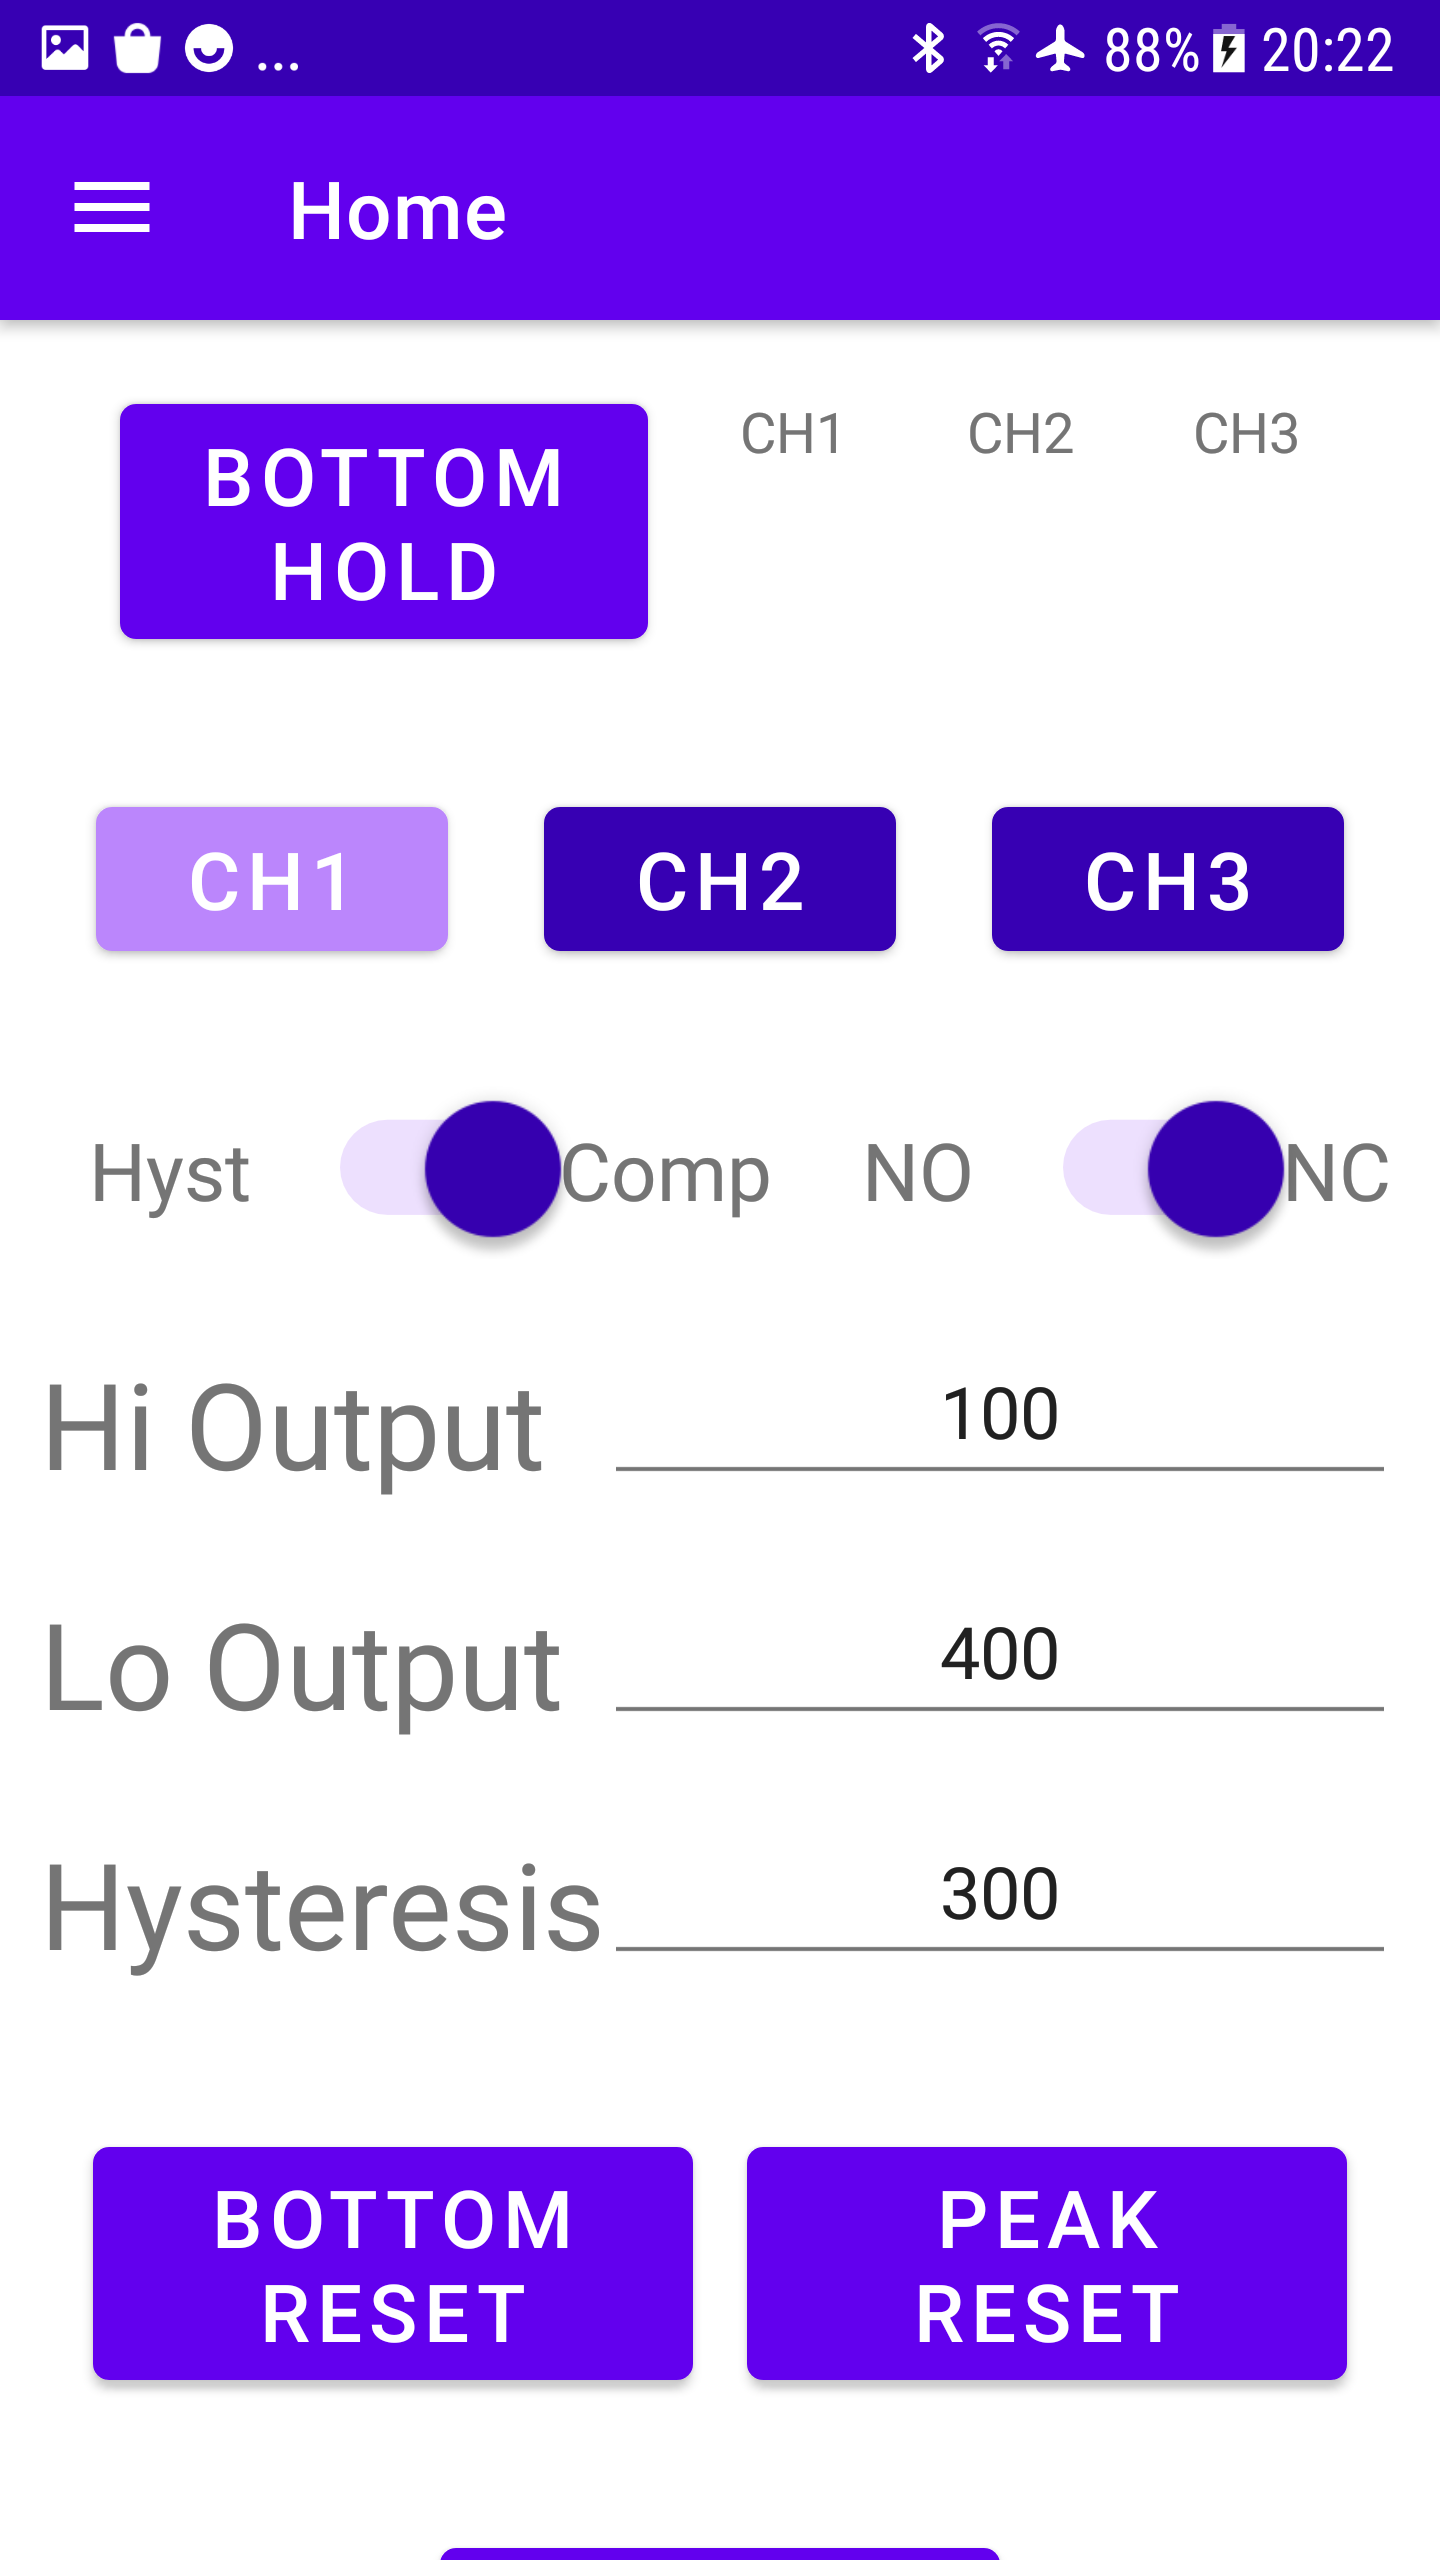 ... 88% 20:22
Home
BOTTOM
HOLD
CH1 CH2 CH3
CH1 CH2 CH3
Hyst Comp NO NC
Hi Output 100
Lo Output 400
Hysteresis 300
BOTTOM
RESET
PEAK
RESET